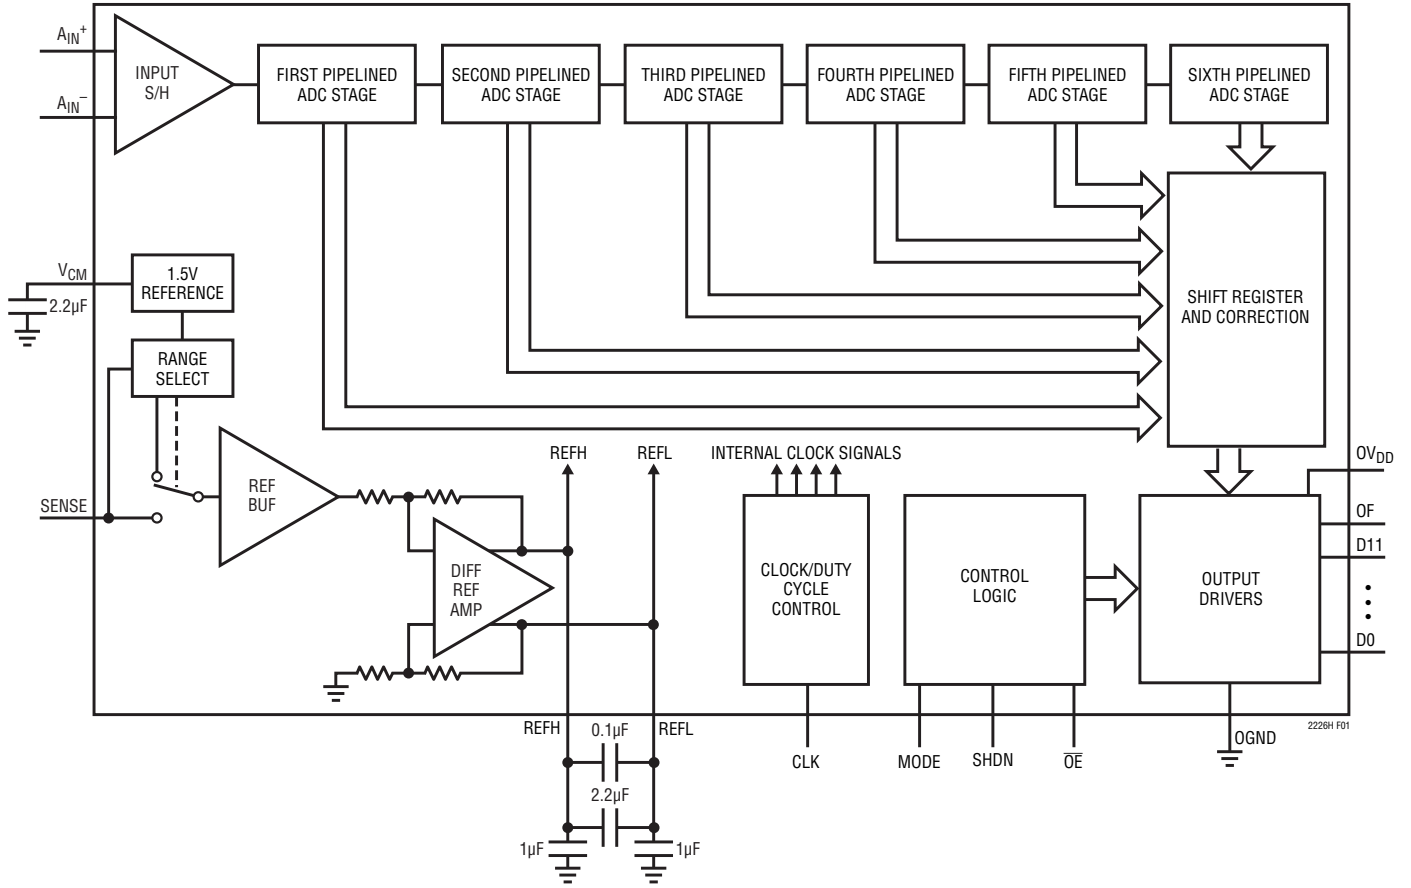 AIN+
AIN–
INPUT
S/H
FIRST PIPELINED
ADC STAGE
SECOND PIPELINED
ADC STAGE
THIRD PIPELINED
ADC STAGE
FOURTH PIPELINED
ADC STAGE
FIFTH PIPELINED
ADC STAGE
SIXTH PIPELINED
ADC STAGE
VCM
2.2µF
1.5V
REFERENCE
RANGE
SELECT
SHIFT REGISTER
AND CORRECTION
SENSE
REF
BUF
REFH
REFL
INTERNAL CLOCK SIGNALS
DIFF
REF
AMP
CLOCK/DUTY
CYCLE
CONTROL
CONTROL
LOGIC
OUTPUT
DRIVERS
OVDD
OF
D11
D0
REFH
0.1µF
REFL
2.2µF
1µF
1µF
CLK
MODE
SHDN
O̅E̅
OGND
2226H F01